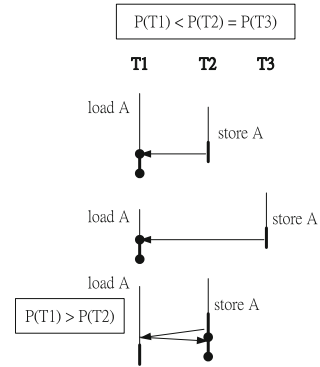 P(T1) < P(T2) = P(T3)
T1 T2 T3
load A
store A
load A
store A
load A
store A
P(T1) > P(T2)